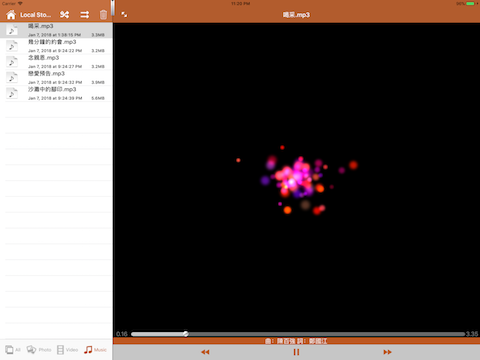 Carrier
11:05 PM
100%
Local Sto...
喝采.mp3
喝采.mp3
Jan 7, 2018 at 1:58:15 PM 3.3MB
幾分鐘的約會.mp3
Jan 7, 2018 at 9:24:22 PM 3.2MB
念親恩.mp3
Jan 7, 2018 at 9:24:27 PM 3.2MB
戀愛預告.mp3
Jan 7, 2018 at 9:24:32 PM 3.9MB
沙灘中的腳印.mp3
Jan 7, 2018 at 9:24:39 PM 5.6MB
0.16
3.35
曲：陳百強 詞：鄭國江
All
Photo
Video
Music